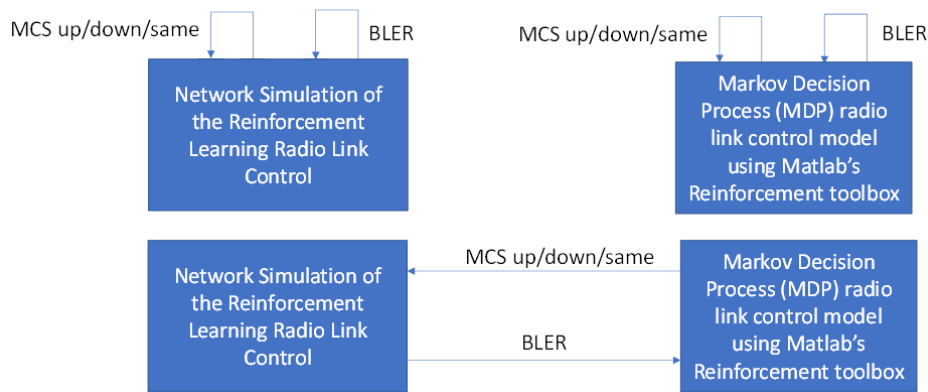 MCS up/down/same
BLER
Network Simulation of
the Reinforcement
Learning Radio Link
Control
MCS up/down/same
BLER
Markov Decision
Process (MDP) radio
link control model
using Matlab's
Reinforcement toolbox
Network Simulation of
the Reinforcement
Learning Radio Link
Control
MCS up/down/same
BLER
Markov Decision
Process (MDP) radio
link control model
using Matlab's
Reinforcement toolbox